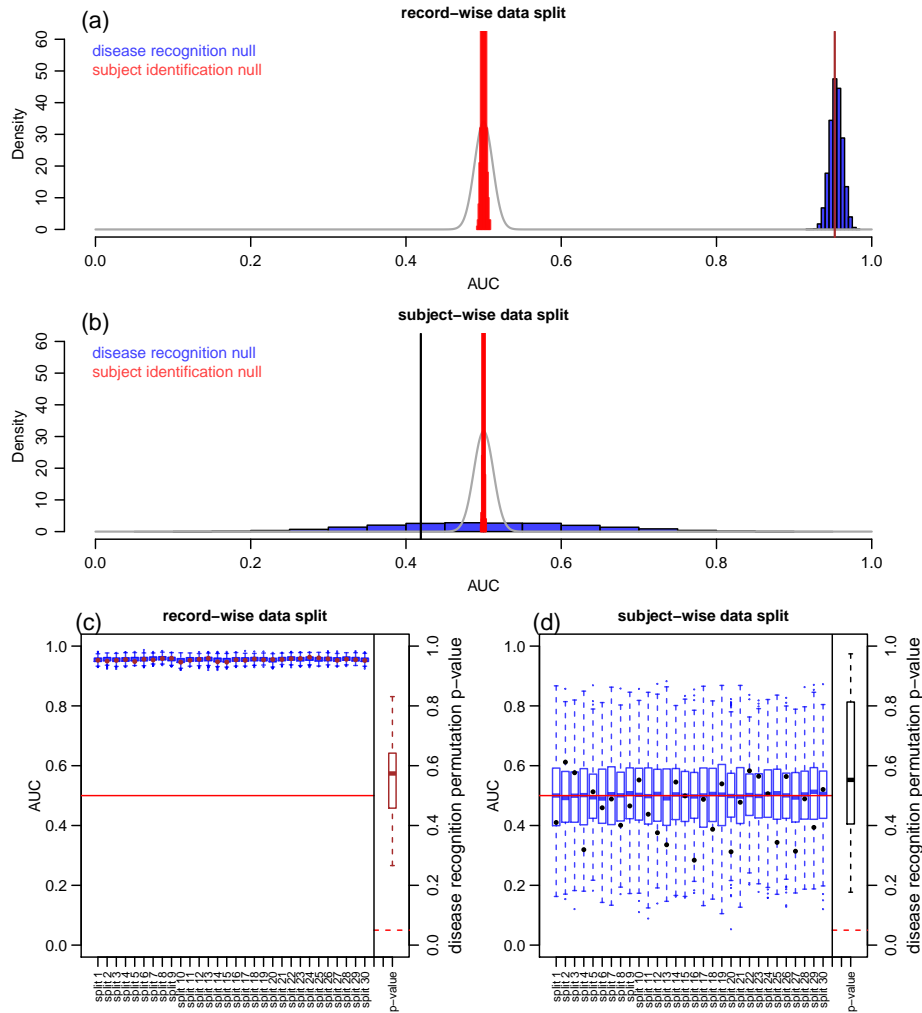 (a)
record−wise data split
disease recognition null
subject identification null
Density
0 10 20 30 40 50 60
0.0 0.2 0.4 0.6 0.8 1.0
AUC
(b)
subject−wise data split
disease recognition null
subject identification null
Density
0 10 20 30 40 50 60
0.0 0.2 0.4 0.6 0.8 1.0
AUC
(c)
record−wise data split
AUC
0.0 0.2 0.4 0.6 0.8 1.0
split 1
split 2
split 3
split 4
split 5
split 6
split 7
split 8
split 9
split 10
split 11
split 12
split 13
split 14
split 15
split 16
split 17
split 18
split 19
split 20
split 21
split 22
split 23
split 24
split 25
split 26
split 27
split 28
split 29
split 30
p−value
0.0 0.2 0.4 0.6 0.8 1.0
disease recognition permutation p−value
(d)
subject−wise data split
AUC
0.0 0.2 0.4 0.6 0.8 1.0
split 1
split 2
split 3
split 4
split 5
split 6
split 7
split 8
split 9
split 10
split 11
split 12
split 13
split 14
split 15
split 16
split 17
split 18
split 19
split 20
split 21
split 22
split 23
split 24
split 25
split 26
split 27
split 28
split 29
split 30
p−value
0.0 0.2 0.4 0.6 0.8 1.0
disease recognition permutation p−value